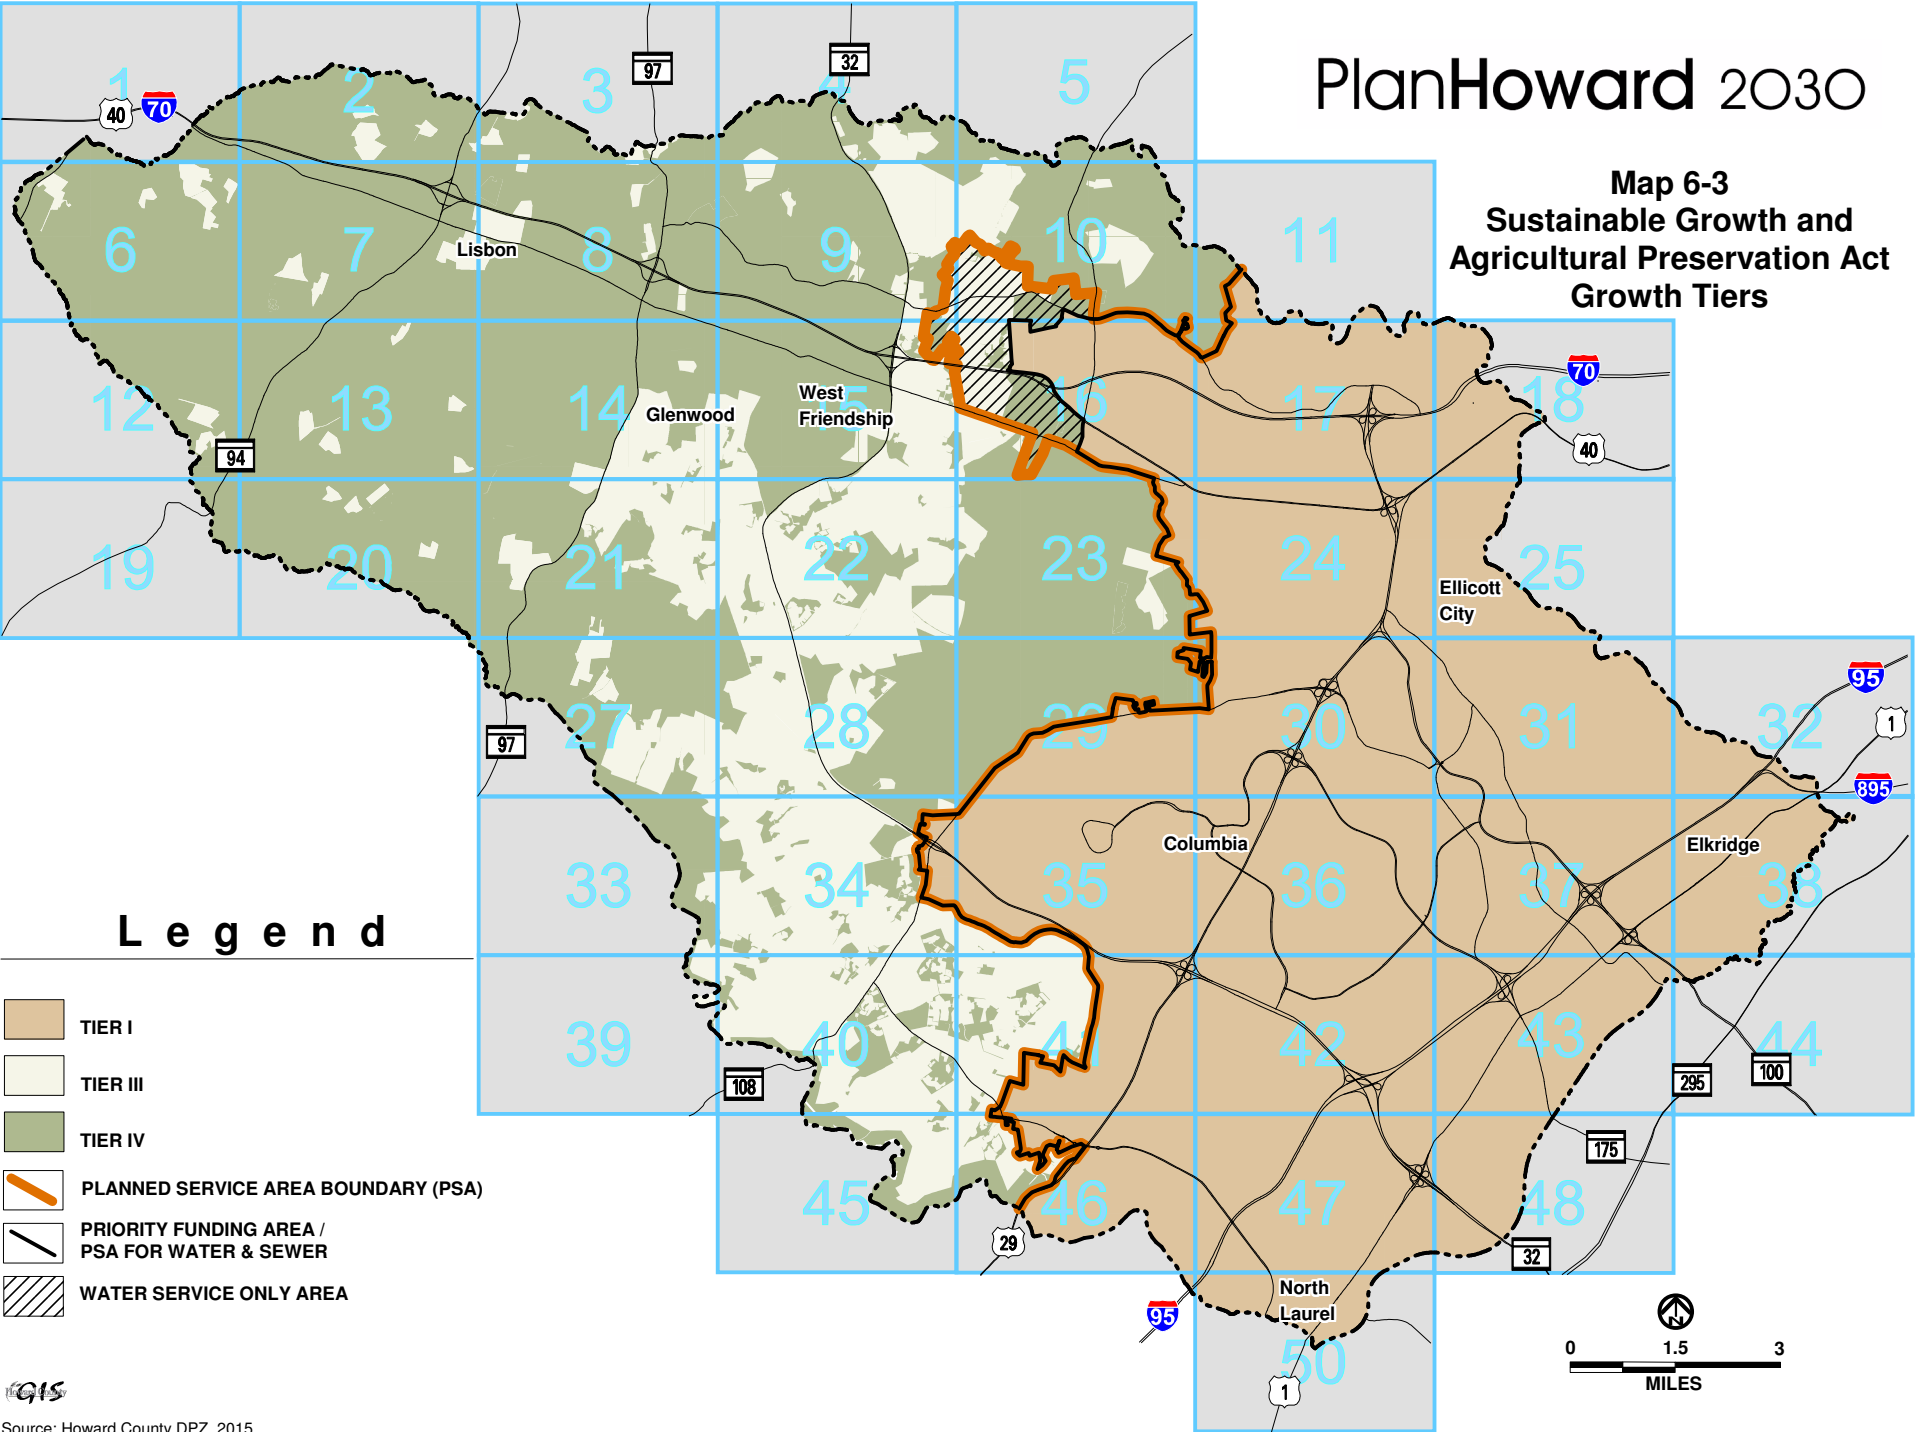 PlanHoward 2030
Map 6-3
Sustainable Growth and
Agricultural Preservation Act
Growth Tiers
1
2
3
4
5
40
70
97
32
6
7
8
9
10
11
Lisbon
12
13
14
15
16
17
18
Glenwood
West
Friendship
94
70
40
19
20
21
22
23
24
25
Ellicott
City
27
28
29
30
31
32
97
95
1
895
33
34
35
36
37
38
Columbia
Elkridge
39
40
41
42
43
44
108
295
100
175
45
46
47
48
29
32
95
North
Laurel
50
1
Legend
TIER I
TIER III
TIER IV
PLANNED SERVICE AREA BOUNDARY (PSA)
PRIORITY FUNDING AREA /
PSA FOR WATER & SEWER
WATER SERVICE ONLY AREA
N
0 1.5 3
MILES
Howard County
GIS
Source: Howard County DPZ, 2015